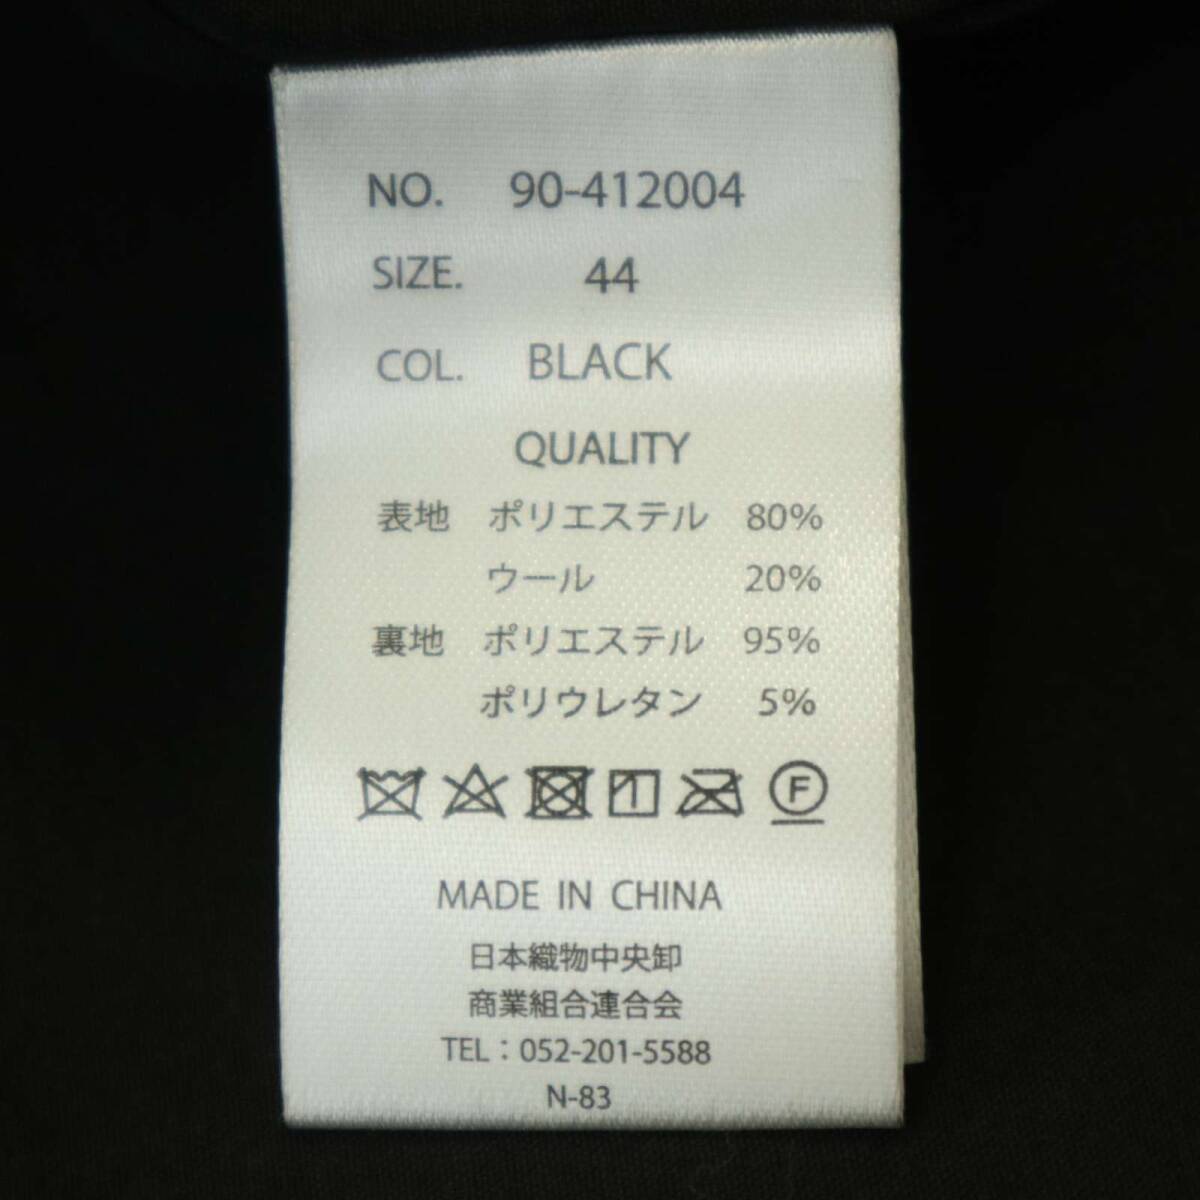 NO. 90-412004
SIZE. 44
COL. BLACK
QUALITY
表地 ポリエステル 80%
ウール 20%
裏地 ポリエステル 95%
ポリウレタン 5%
F
MADE IN CHINA
日本織物中央卸
商業組合連合会
TEL：052-201-5588
N-83